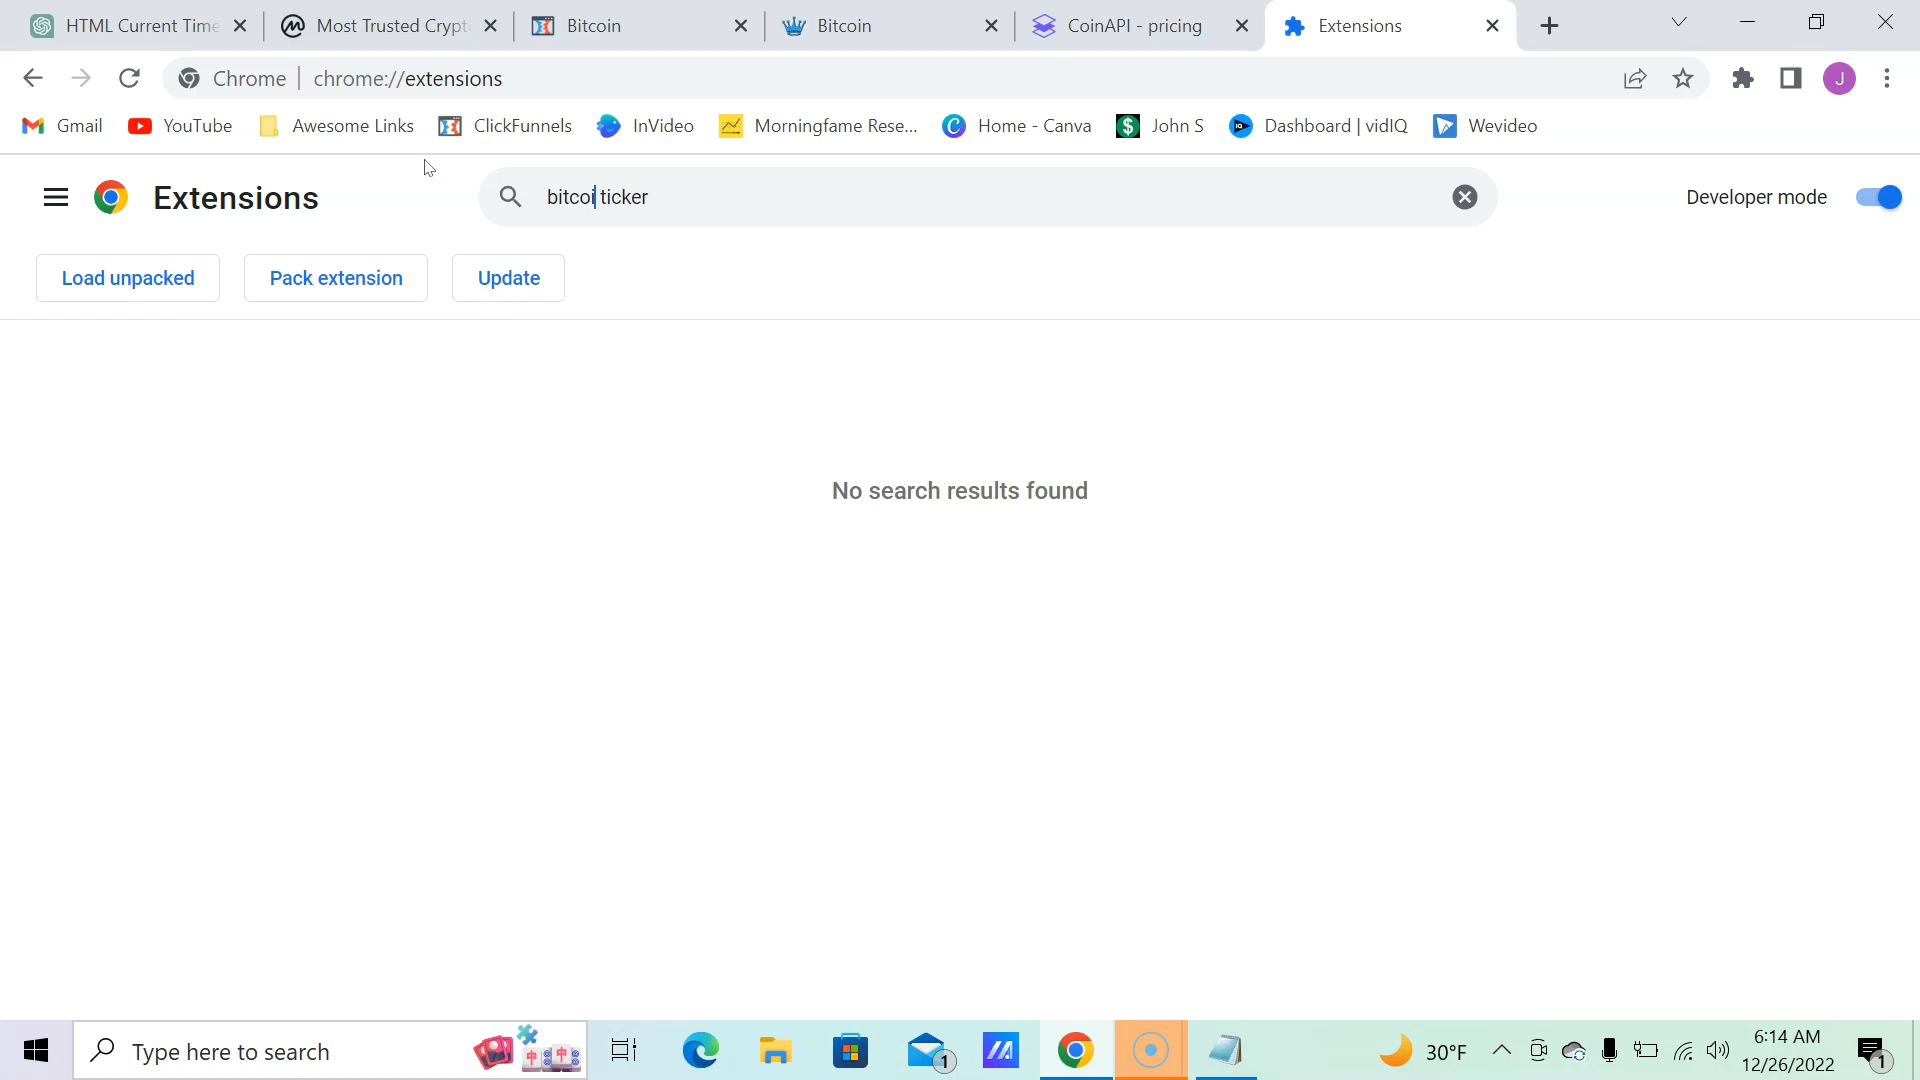 HTML Current Time
Most Trusted Crypt
Bitcoin
Bitcoin
CoinAPI - pricing
Extensions
Chrome
chrome://extensions
J
Gmail
YouTube
Awesome Links
ClickFunnels
InVideo
Morningfame Rese...
Home - Canva
John S
Dashboard | vidIQ
Wevideo
Extensions
bitcoi ticker
Developer mode
Load unpacked
Pack extension
Update
No search results found
Type here to search
1
30°F
6:14 AM
12/26/2022
1